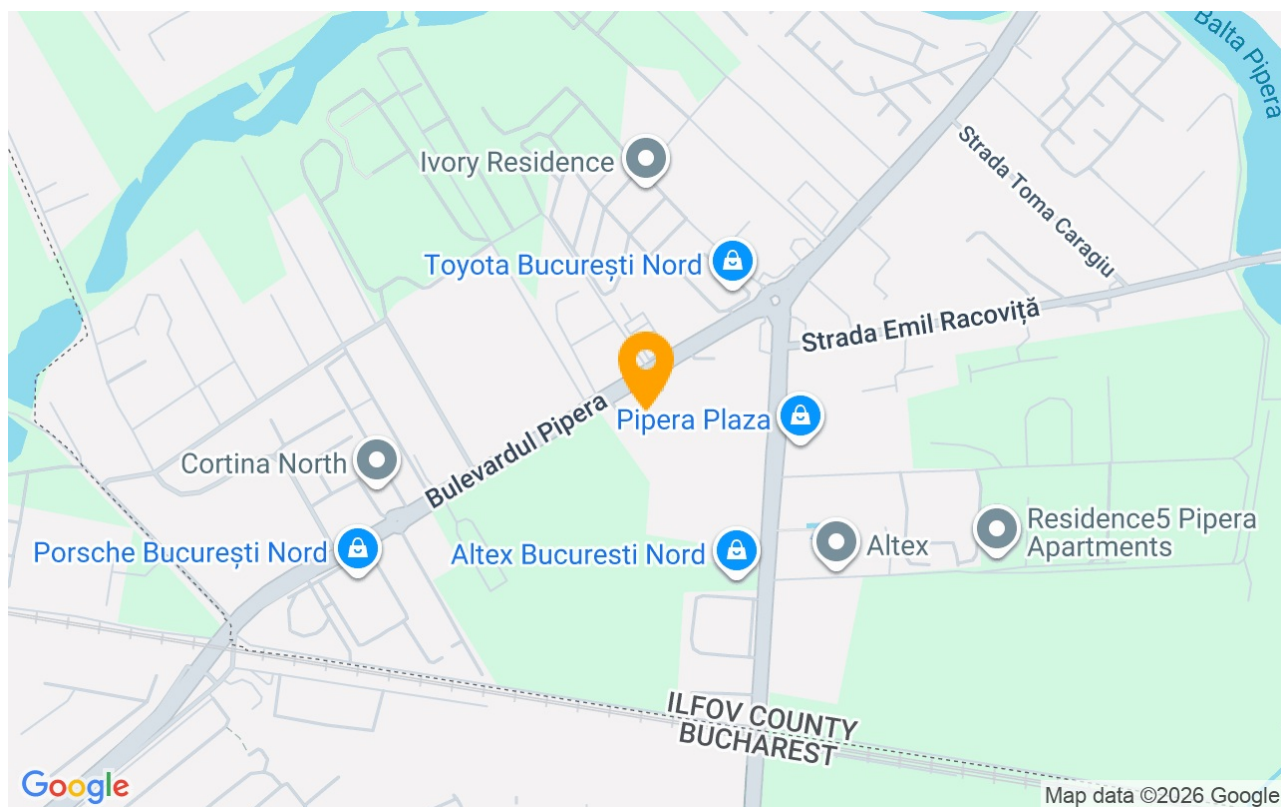 Balta Pipera
Strada Toma Caragiu
Ivory Residence
Toyota București Nord
Strada Emil Racoviță
Bulevardul Pipera
Pipera Plaza
Cortina North
Porsche București Nord
Altex Bucuresti Nord
Altex
Residence5 Pipera
Apartments
ILFOV COUNTY
BUCHAREST
Google
Map data ©2026 Google